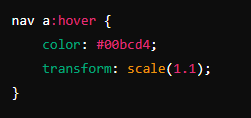 nav a:hover {
    color: #00bcd4;
    transform: scale(1.1);
}